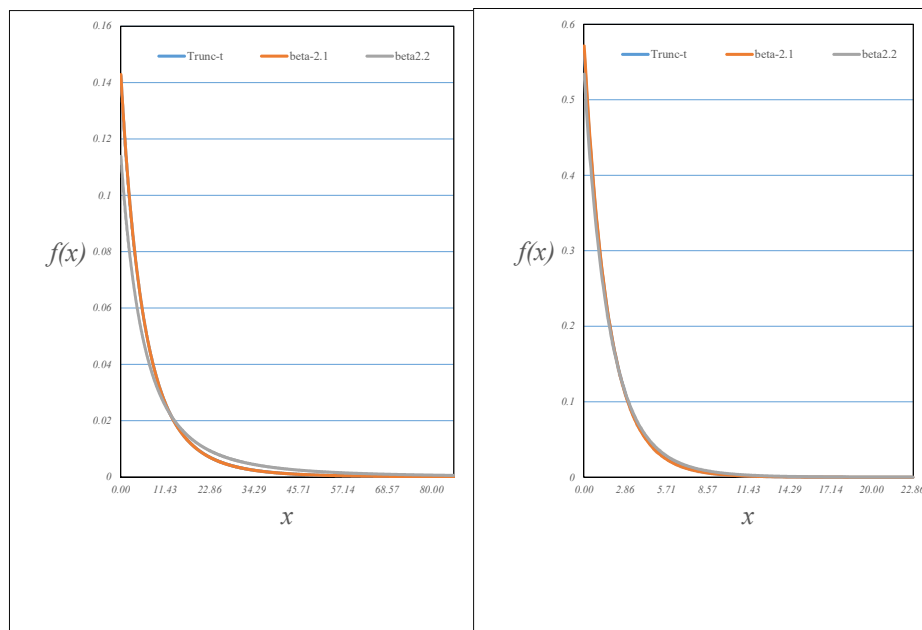 0.16
Trunc-t beta-2.1 beta2.2
0.14
0.12
0.1
0.08
f(x)
0.06
0.04
0.02
0
0.00 11.43 22.86 34.29 45.71 57.14 68.57 80.00
x
0.6
Trunc-t beta-2.1 beta2.2
0.5
0.4
0.3
f(x)
0.2
0.1
0
0.00 2.86 5.71 8.57 11.43 14.29 17.14 20.00 22.86
x